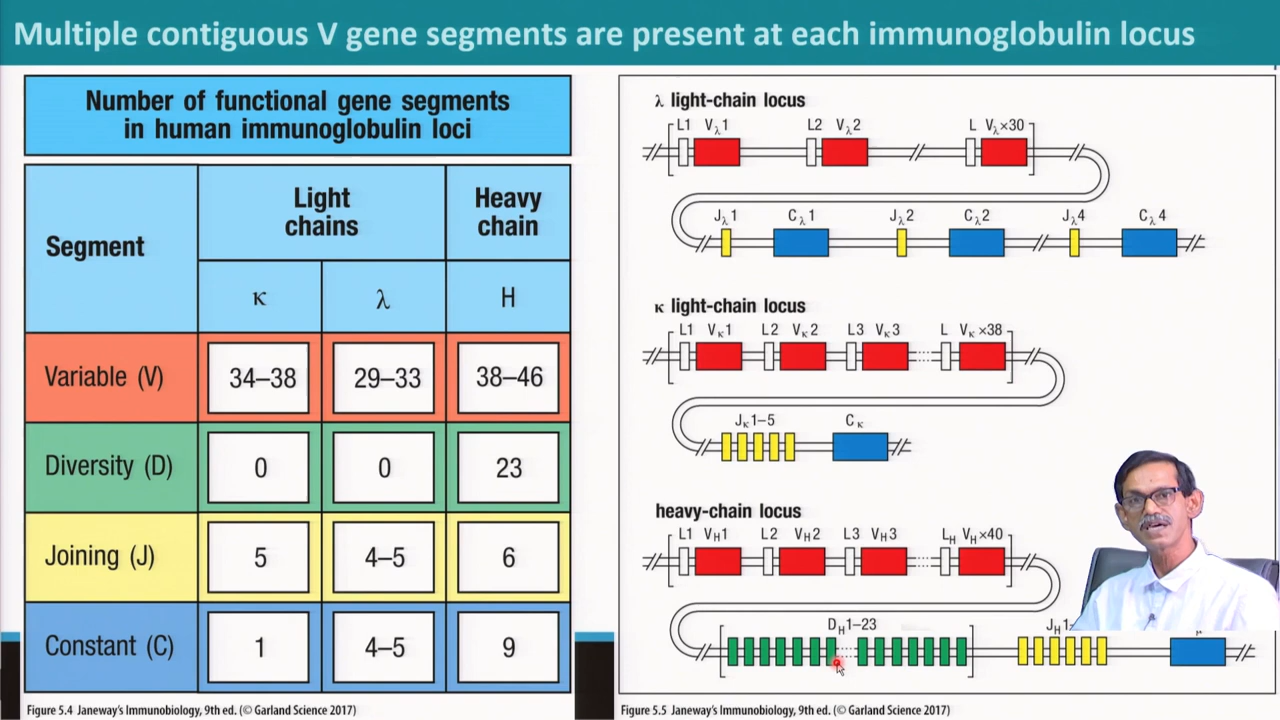 Multiple contiguous V gene segments are present at each immunoglobulin locus
Number of functional gene segments
in human immunoglobulin loci
Segment
Light
chains
Heavy
chain
κ
λ
H
Variable (V)
34–38
29–33
38–46
Diversity (D)
0
0
23
Joining (J)
5
4–5
6
Constant (C)
1
4–5
9
Figure 5.4 Janeway's Immunobiology, 9th ed. (© Garland Science 2017)
λ light-chain locus
L1 Vλ1 L2 Vλ2 L Vλ×30
Jλ1 Cλ1 Jλ2 Cλ2 Jλ4 Cλ4
κ light-chain locus
L1 Vκ1 L2 Vκ2 L3 Vκ3 L Vκ×38
Jκ1–5 Cκ
heavy-chain locus
L1 VH1 L2 VH2 L3 VH3 LH VH×40
DH1–23 JH1-
Figure 5.5 Janeway's Immunobiology, 9th ed. (© Garland Science 2017)